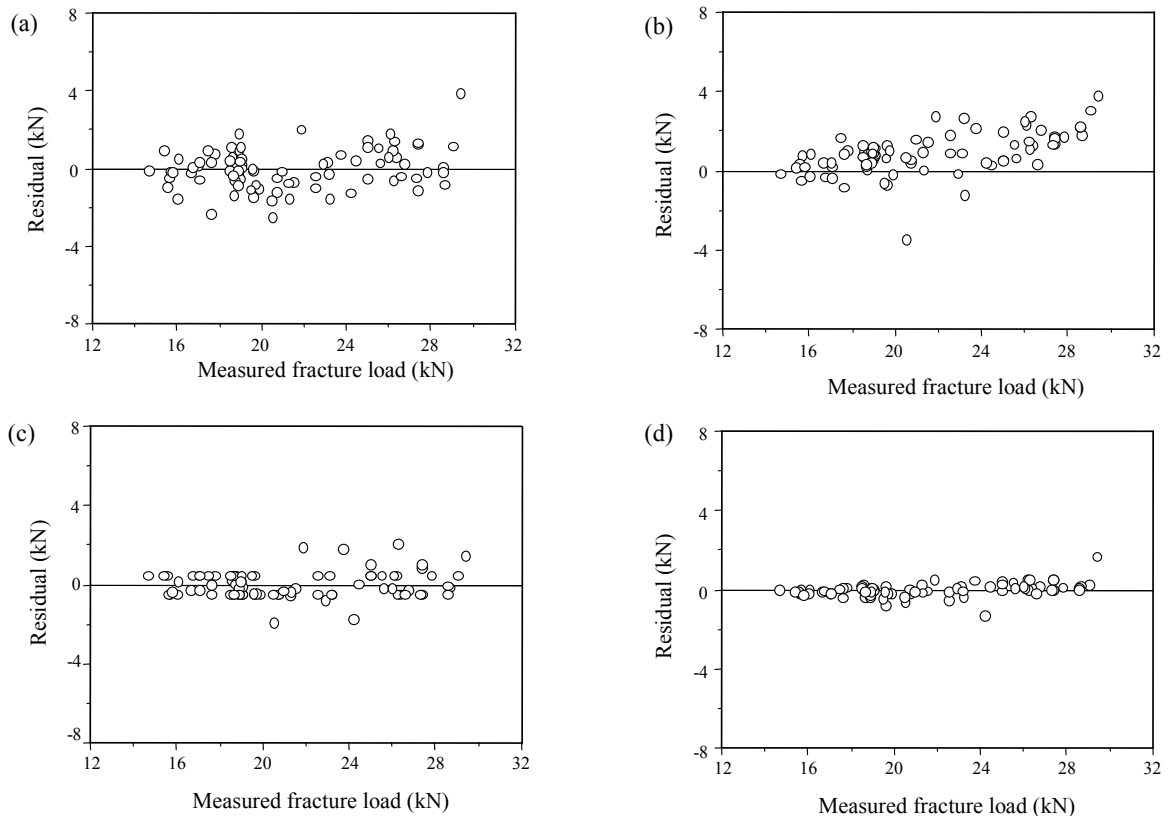 (a)
8
4
0
-4
-8
12 16 20 24 28 32
Residual (kN)
Measured fracture load (kN)
(b)
8
4
0
-4
-8
12 16 20 24 28 32
Residual (kN)
Measured fracture load (kN)
(c)
8
4
0
-4
-8
12 16 20 24 28 32
Residual (kN)
Measured fracture load (kN)
(d)
8
4
0
-4
-8
12 16 20 24 28 32
Residual (kN)
Measured fracture load (kN)